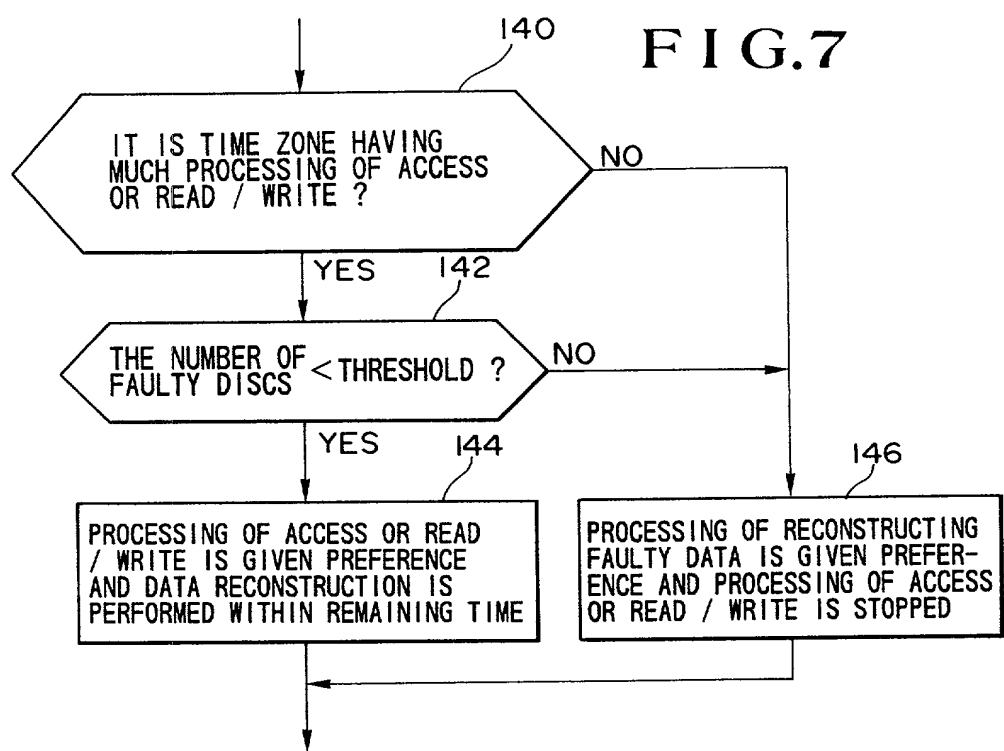 FIG.7
140
IT IS TIME ZONE HAVING
MUCH PROCESSING OF ACCESS
OR READ / WRITE ?
NO
YES
142
THE NUMBER OF
FAULTY DISCS < THRESHOLD ?
NO
YES
144
PROCESSING OF ACCESS OR READ
/ WRITE IS GIVEN PREFERENCE
AND DATA RECONSTRUCTION IS
PERFORMED WITHIN REMAINING TIME
146
PROCESSING OF RECONSTRUCTING
FAULTY DATA IS GIVEN PREFER-
ENCE AND PROCESSING OF ACCESS
OR READ / WRITE IS STOPPED